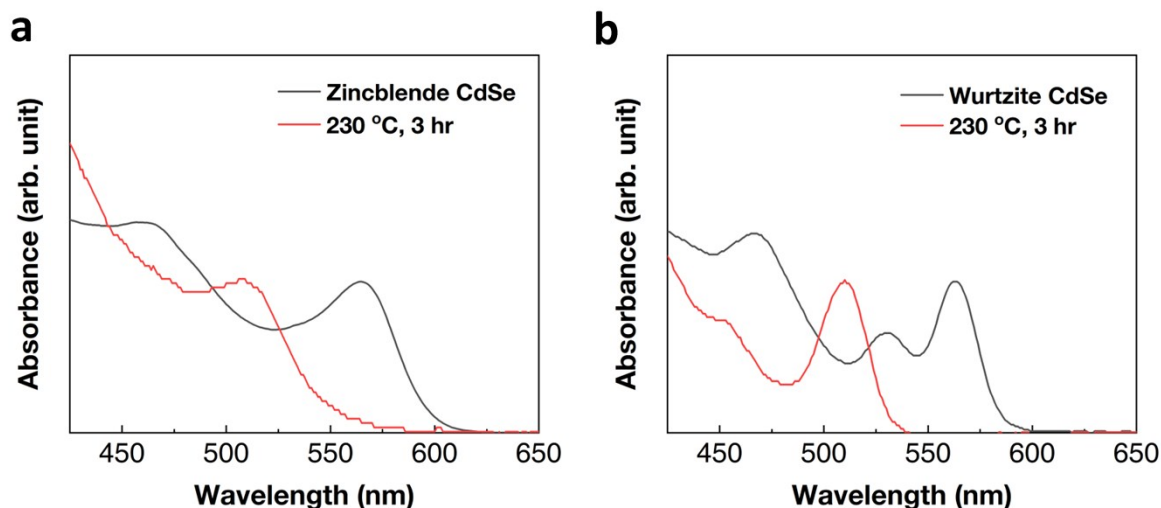 a
Zincblende CdSe
230 °C, 3 hr
Absorbance (arb. unit)
450 500 550 600 650
Wavelength (nm)
b
Wurtzite CdSe
230 °C, 3 hr
Absorbance (arb. unit)
450 500 550 600 650
Wavelength (nm)